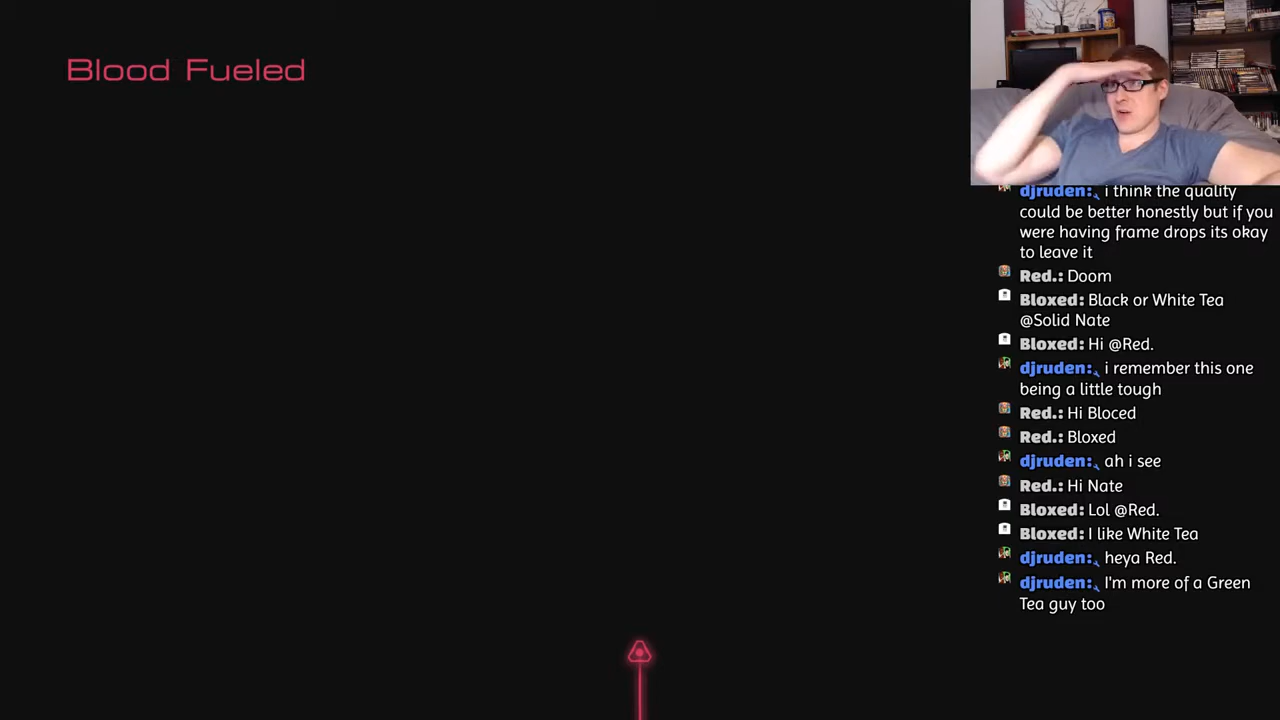 Blood Fueled
djruden: i think the quality
could be better honestly but if you
were having frame drops its okay
to leave it
Red.: Doom
Bloxed: Black or White Tea
@Solid Nate
Bloxed: Hi @Red.
djruden: i remember this one
being a little tough
Red.: Hi Bloced
Red.: Bloxed
djruden: ah i see
Red.: Hi Nate
Bloxed: Lol @Red.
Bloxed: I like White Tea
djruden: heya Red.
djruden: I'm more of a Green
Tea guy too